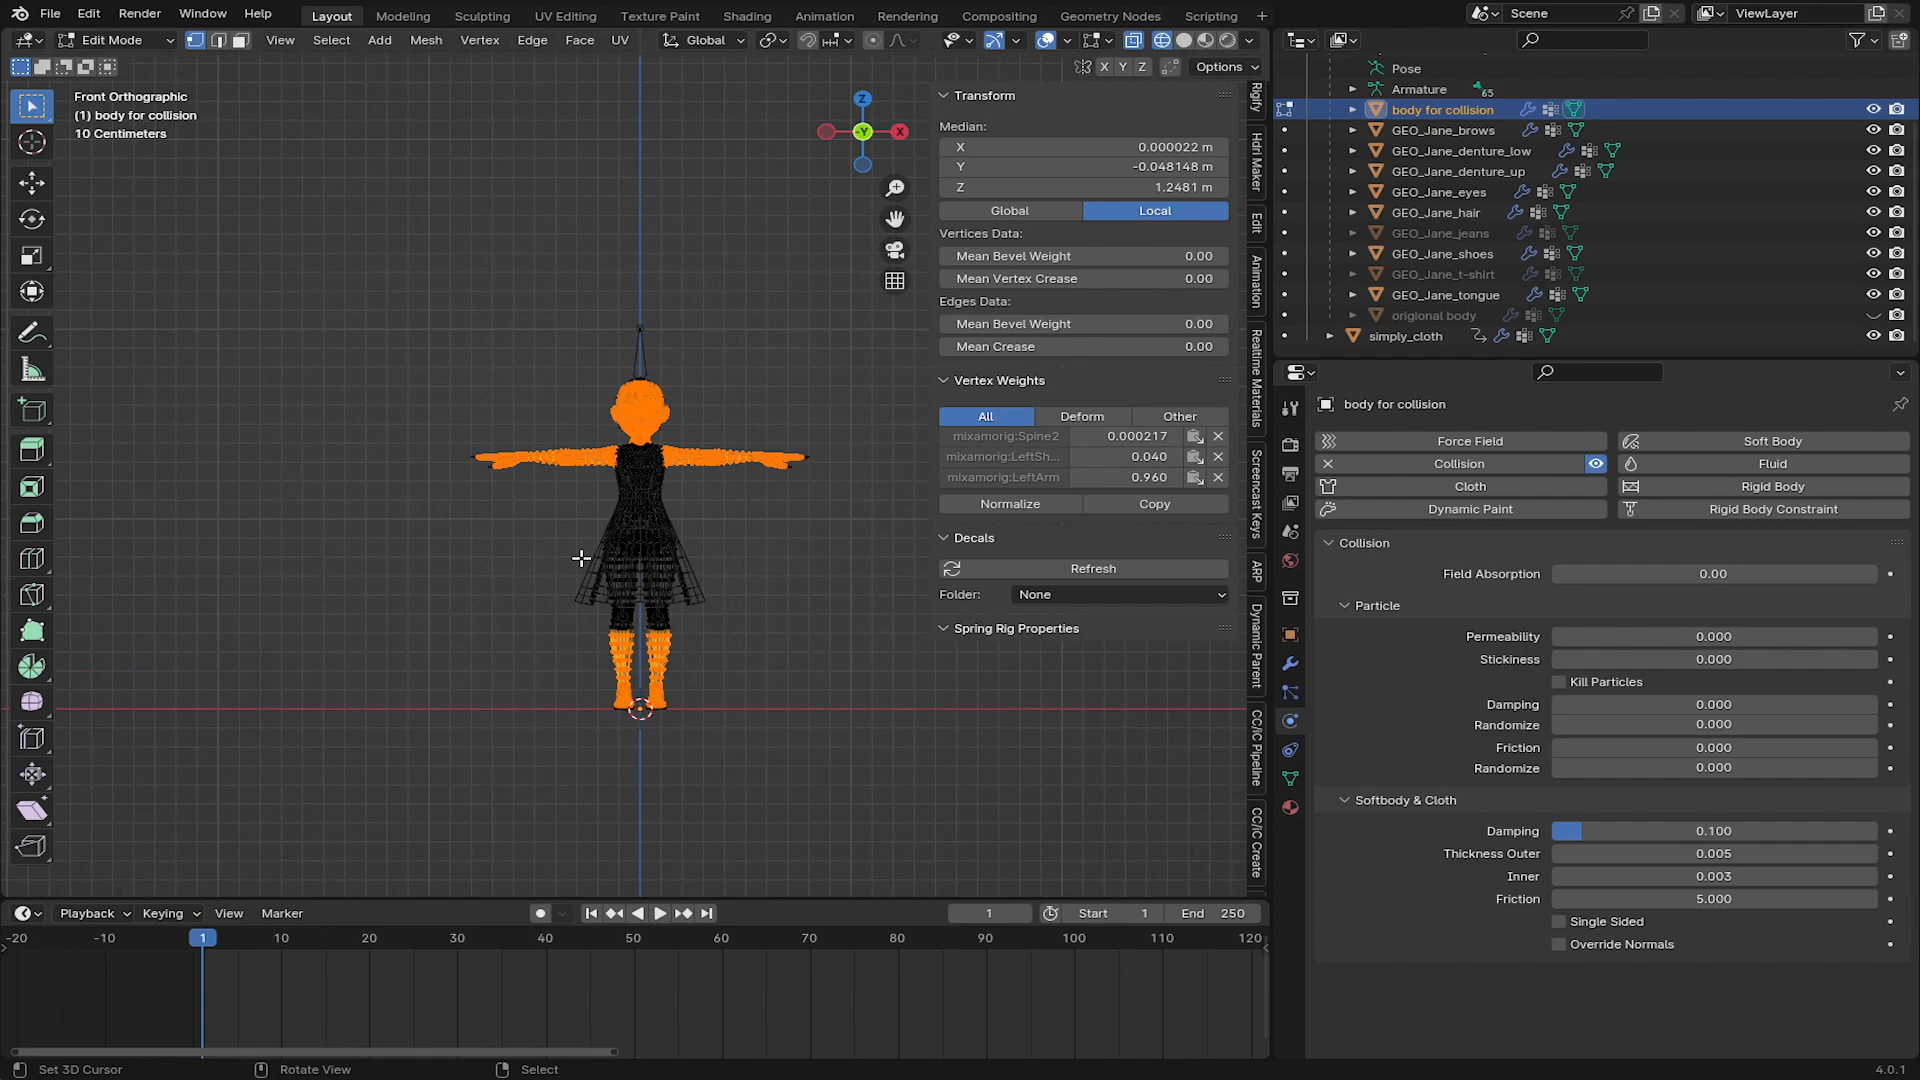 File Edit Render Window Help
Layout Modeling Sculpting UV Editing Texture Paint Shading Animation Rendering Compositing Geometry Nodes Scripting +
Scene
ViewLayer
Edit Mode View Select Add Mesh Vertex Edge Face UV Global
X Y Z Options
Front Orthographic
(1) body for collision
10 Centimeters
Z
-Y
X
Transform
Median:
X 0.000022 m
Y -0.048148 m
Z 1.2481 m
Global Local
Vertices Data:
Mean Bevel Weight 0.00
Mean Vertex Crease 0.00
Edges Data:
Mean Bevel Weight 0.00
Mean Crease 0.00
Vertex Weights
All Deform Other
mixamorig:Spine2 0.000217
mixamorig:LeftSh... 0.040
mixamorig:LeftArm 0.960
Normalize Copy
Decals
Refresh
Folder: None
Spring Rig Properties
Rigify
Hdri Maker
Edit
Animation
Realtime Materials
Screencast Keys
ARP
Dynamic Parent
CC/iC Pipeline
CC/iC Create
Pose
Armature 65
body for collision
GEO_Jane_brows
GEO_Jane_denture_low
GEO_Jane_denture_up
GEO_Jane_eyes
GEO_Jane_hair
GEO_Jane_jeans
GEO_Jane_shoes
GEO_Jane_t-shirt
GEO_Jane_tongue
origional body
simply_cloth
body for collision
Force Field Soft Body
Collision Fluid
Cloth Rigid Body
Dynamic Paint Rigid Body Constraint
Collision
Field Absorption 0.00
Particle
Permeability 0.000
Stickiness 0.000
Kill Particles
Damping 0.000
Randomize 0.000
Friction 0.000
Randomize 0.000
Softbody & Cloth
Damping 0.100
Thickness Outer 0.005
Inner 0.003
Friction 5.000
Single Sided
Override Normals
Playback Keying View Marker 1 Start 1 End 250
-20 -10 1 10 20 30 40 50 60 70 80 90 100 110 120
Set 3D Cursor Rotate View Select 4.0.1